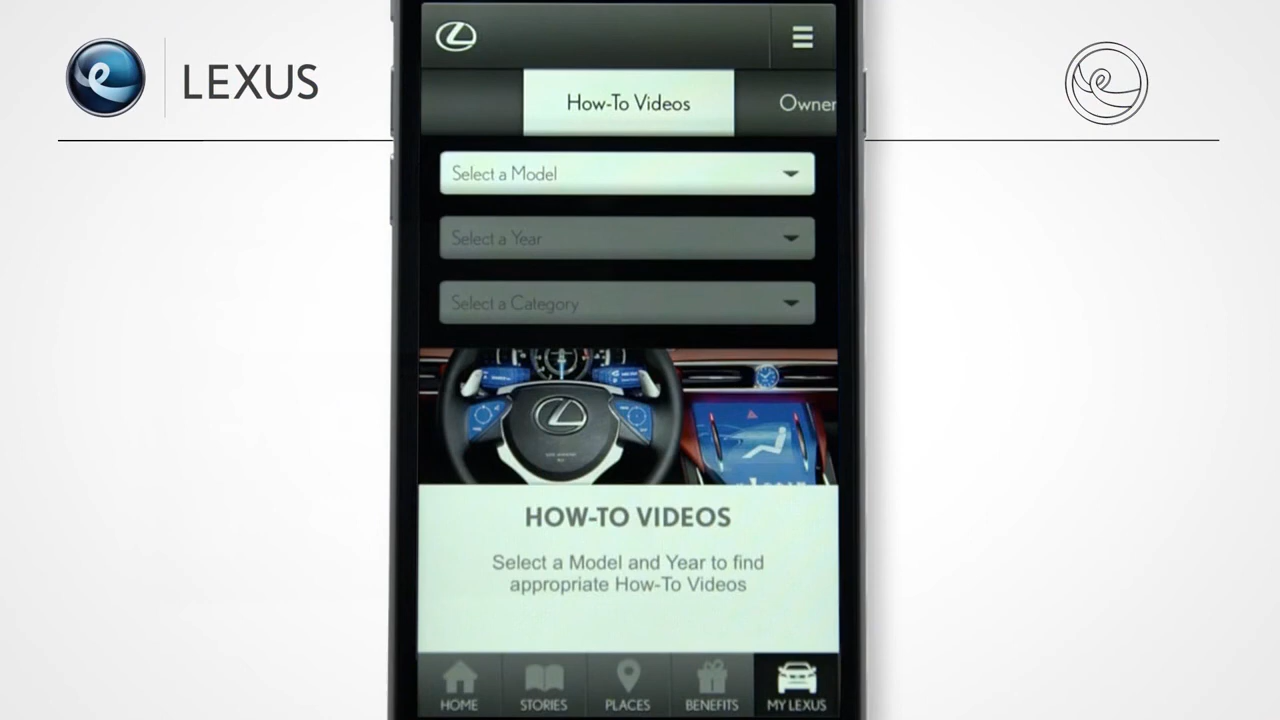 LEXUS
How-To Videos
Owner
Select a Model
Select a Year
Select a Category
HOW-TO VIDEOS
Select a Model and Year to find
appropriate How-To Videos
HOME
STORIES
PLACES
BENEFITS
MY LEXUS